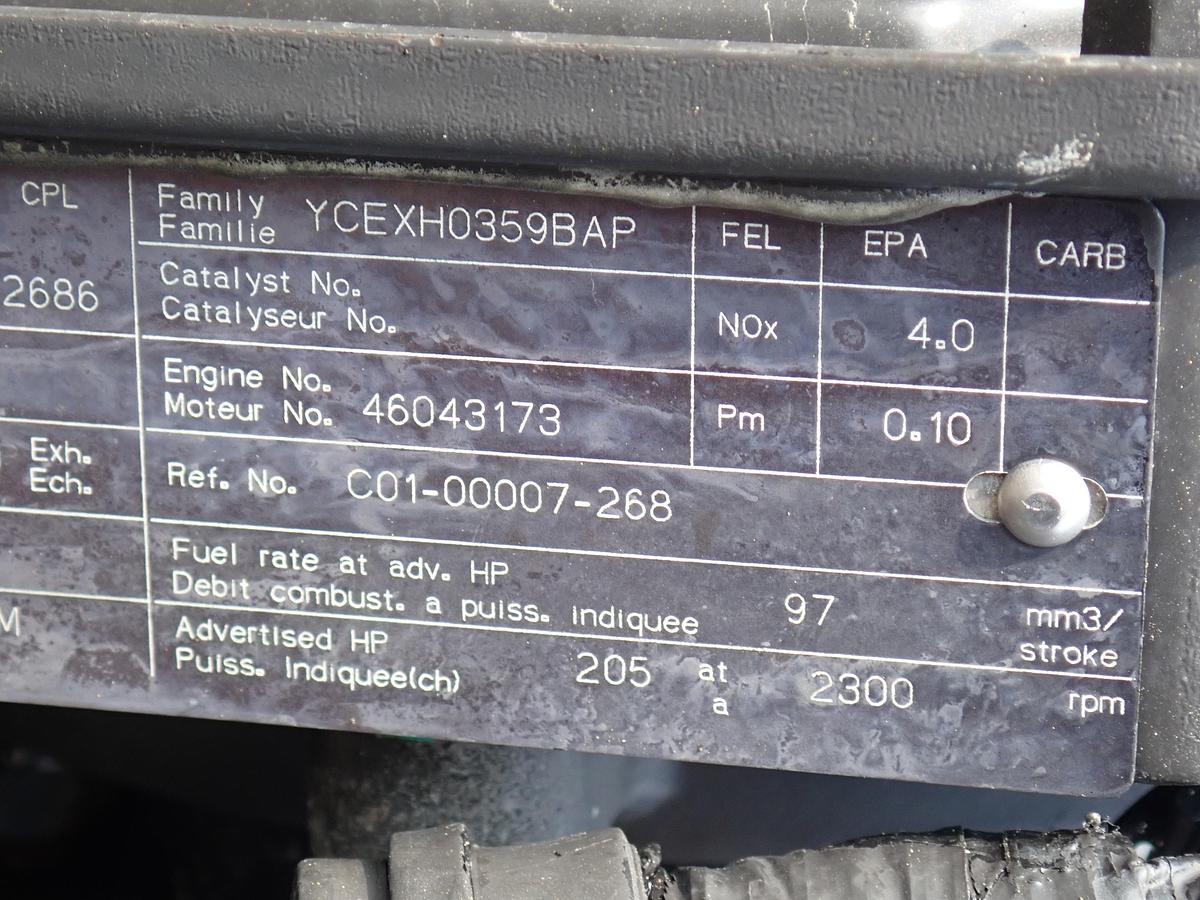 CPL
2686
Exh.
Ech.
M
Family
Familie YCEXH0359BAP
Catalyst No.
Catalyseur No.
Engine No.
Moteur No. 46043173
Ref. No. C01-00007-268
Fuel rate at adv. HP
Debit combust. a puiss. indiquee 97 mm3/
stroke
Advertised HP
Puiss. Indiquee(ch) 205 at
a 2300 rpm
FEL EPA CARB
NOx 4.0
Pm 0.10